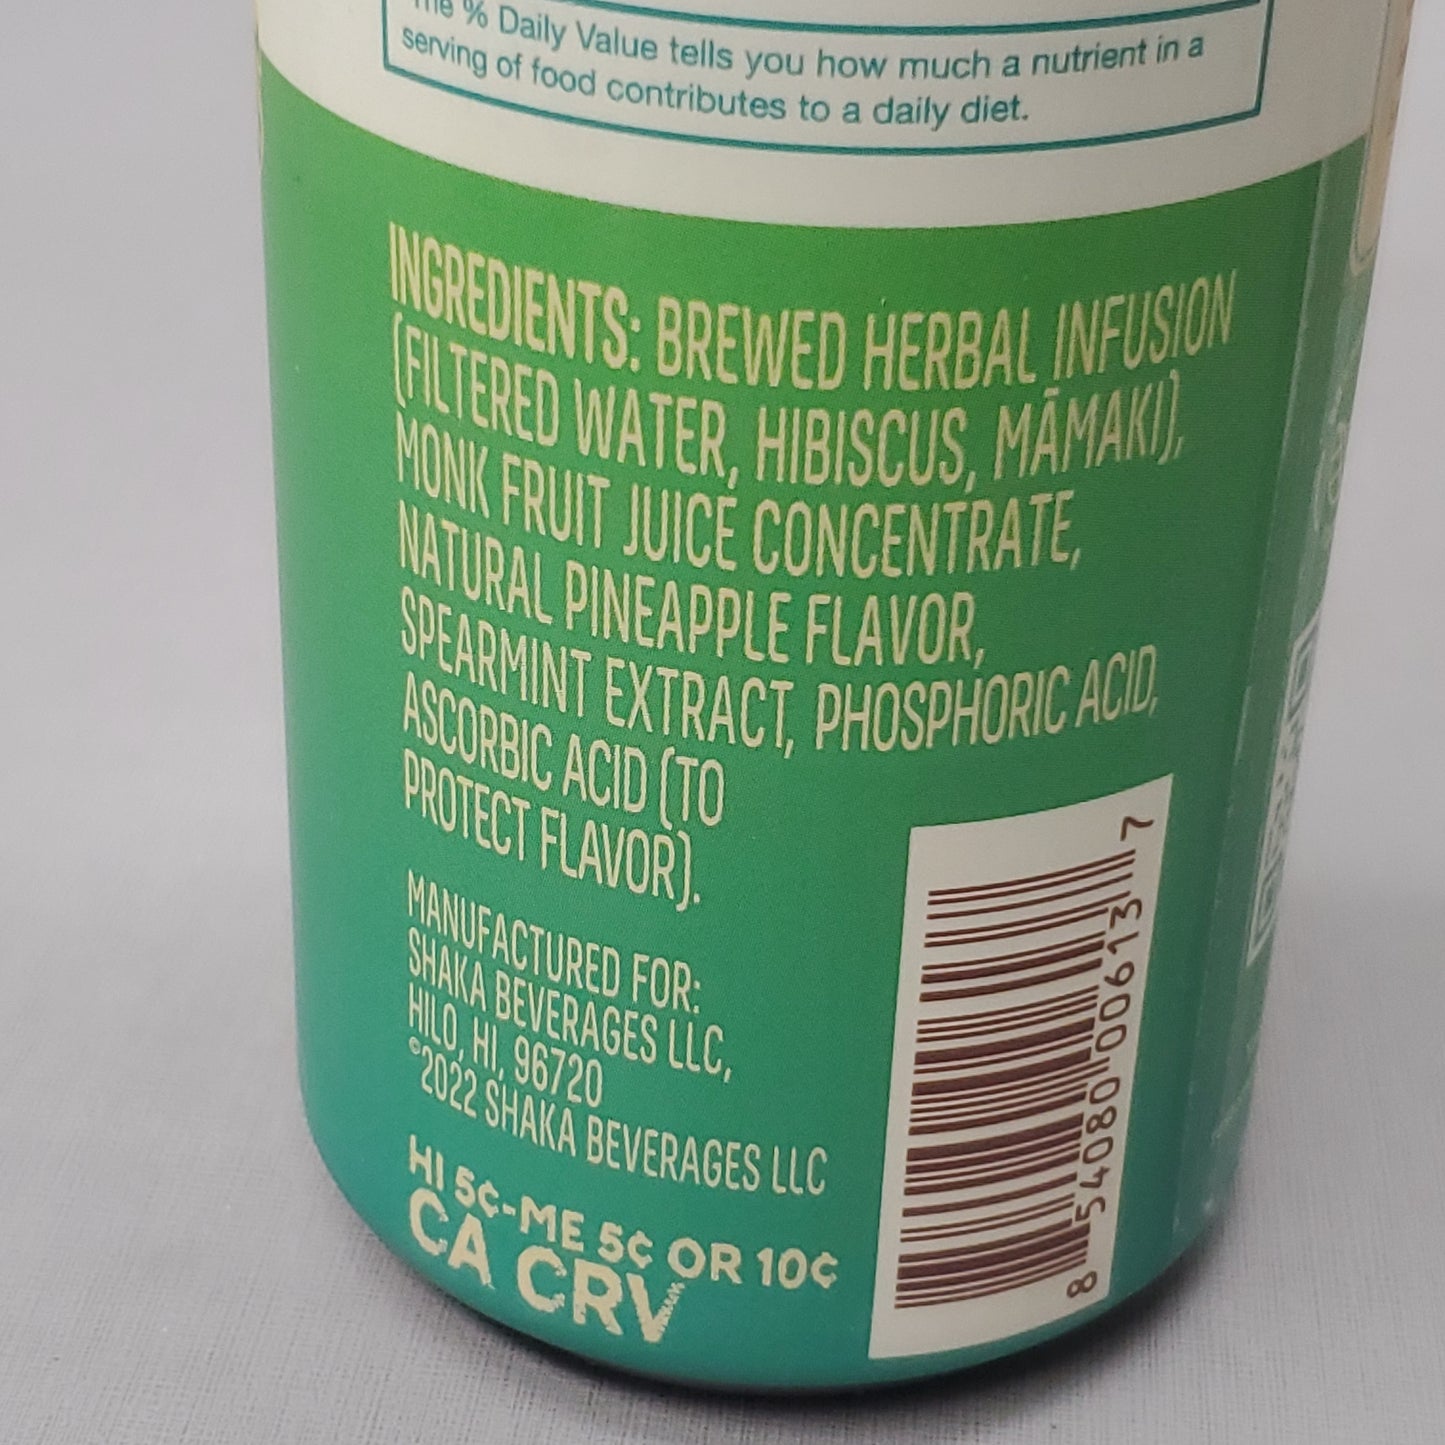 The % Daily Value tells you how much a nutrient in a
serving of food contributes to a daily diet.
INGREDIENTS: BREWED HERBAL INFUSION
(FILTERED WATER, HIBISCUS, MĀMAKI),
MONK FRUIT JUICE CONCENTRATE,
NATURAL PINEAPPLE FLAVOR,
SPEARMINT EXTRACT, PHOSPHORIC ACID,
ASCORBIC ACID (TO
PROTECT FLAVOR).
MANUFACTURED FOR:
SHAKA BEVERAGES LLC,
HILO, HI, 96720
©2022 SHAKA BEVERAGES LLC
HI 5¢-ME 5¢ OR 10¢
CA CRV
8 54080 00613 7